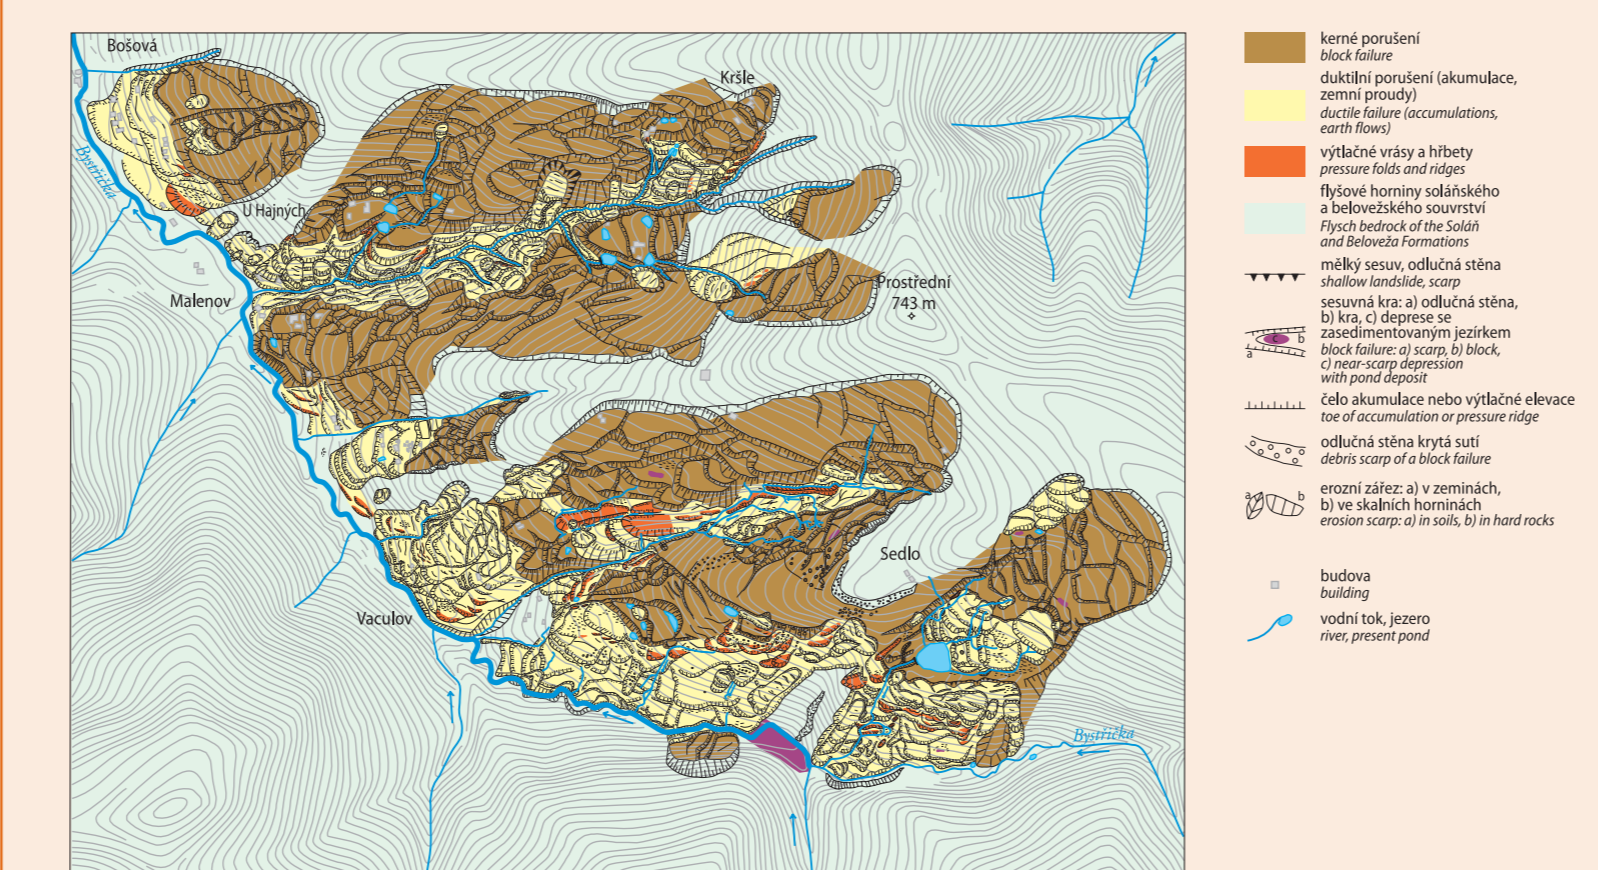 Bošová
Kršle
Bystřička
U Hajných
Malenov
Prostřední
743 m
Sedlo
Vaculov
Bystřička
kerné porušení
block failure
duktilní porušení (akumulace,
zemní proudy)
ductile failure (accumulations,
earth flows)
výtlačné vrásy a hřbety
pressure folds and ridges
flyšové horniny soláňského
a belovežského souvrství
Flysch bedrock of the Soláň
and Beloveža Formations
mělký sesuv, odlučná stěna
shallow landslide, scarp
sesuvná kra: a) odlučná stěna,
b) kra, c) deprese se
zasedimentovaným jezírkem
c b
a
block failure: a) scarp, b) block,
c) near-scarp depression
with pond deposit
čelo akumulace nebo výtlačné elevace
toe of accumulation or pressure ridge
odlučná stěna krytá sutí
debris scarp of a block failure
a b
erozní zářez: a) v zeminách,
b) ve skalních horninách
erosion scarp: a) in soils, b) in hard rocks
budova
building
vodní tok, jezero
river, present pond